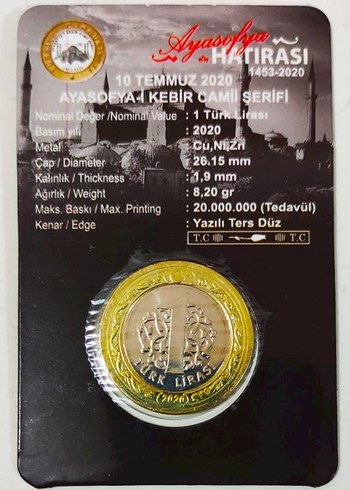 Ayasofya
HATIRASI
1453-2020
10 TEMMUZ 2020
AYASOFYA-İ KEBİR CAMİİ ŞERİFİ
Nominal Değer /Nominal Value : 1 Türk Lirası
Basım yılı : 2020
Metal : Cu,Ni,Zn
Çap / Diameter : 26.15 mm
Kalınlık / Thickness : 1,9 mm
Ağırlık / Weight : 8,20 gr
Maks. Baskı / Max. Printing : 20.000.000 (Tedavül)
Kenar / Edge : Yazılı Ters Düz
T.C T.C
1
TÜRK LİRASI
(2020)